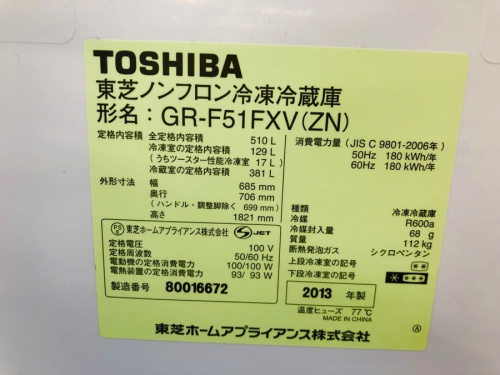 TOSHIBA
東芝ノンフロン冷凍冷蔵庫
形名：GR-F51FXV(ZN)
定格内容積 全定格内容積 510 L
冷凍室の定格内容積 129 L
(うちツースター性能冷凍室 17 L)
冷蔵室の定格内容積 381 L
外形寸法 幅 685 mm
奥行 706 mm
(ハンドル・調整脚除く 699 mm)
高さ 1821 mm
PSE 東芝ホームアプライアンス株式会社 S-JET
定格電圧 100 V
定格周波数 50/60 Hz
電動機の定格消費電力 100/100 W
電熱装置の定格消費電力 93/ 93 W
製造番号 80016672
消費電力量 (JIS C 9801-2006年)
50Hz 180 kWh/年
60Hz 180 kWh/年
種類 冷凍冷蔵庫
冷媒 R600a
冷媒封入量 68 g
質量 112 kg
断熱発泡ガス シクロペンタン
上段冷凍室の記号 **
下段冷凍室の記号 * ***
2013 年製
温度ヒューズ 77℃
MADE IN CHINA
東芝ホームアプライアンス株式会社 Ⓐ